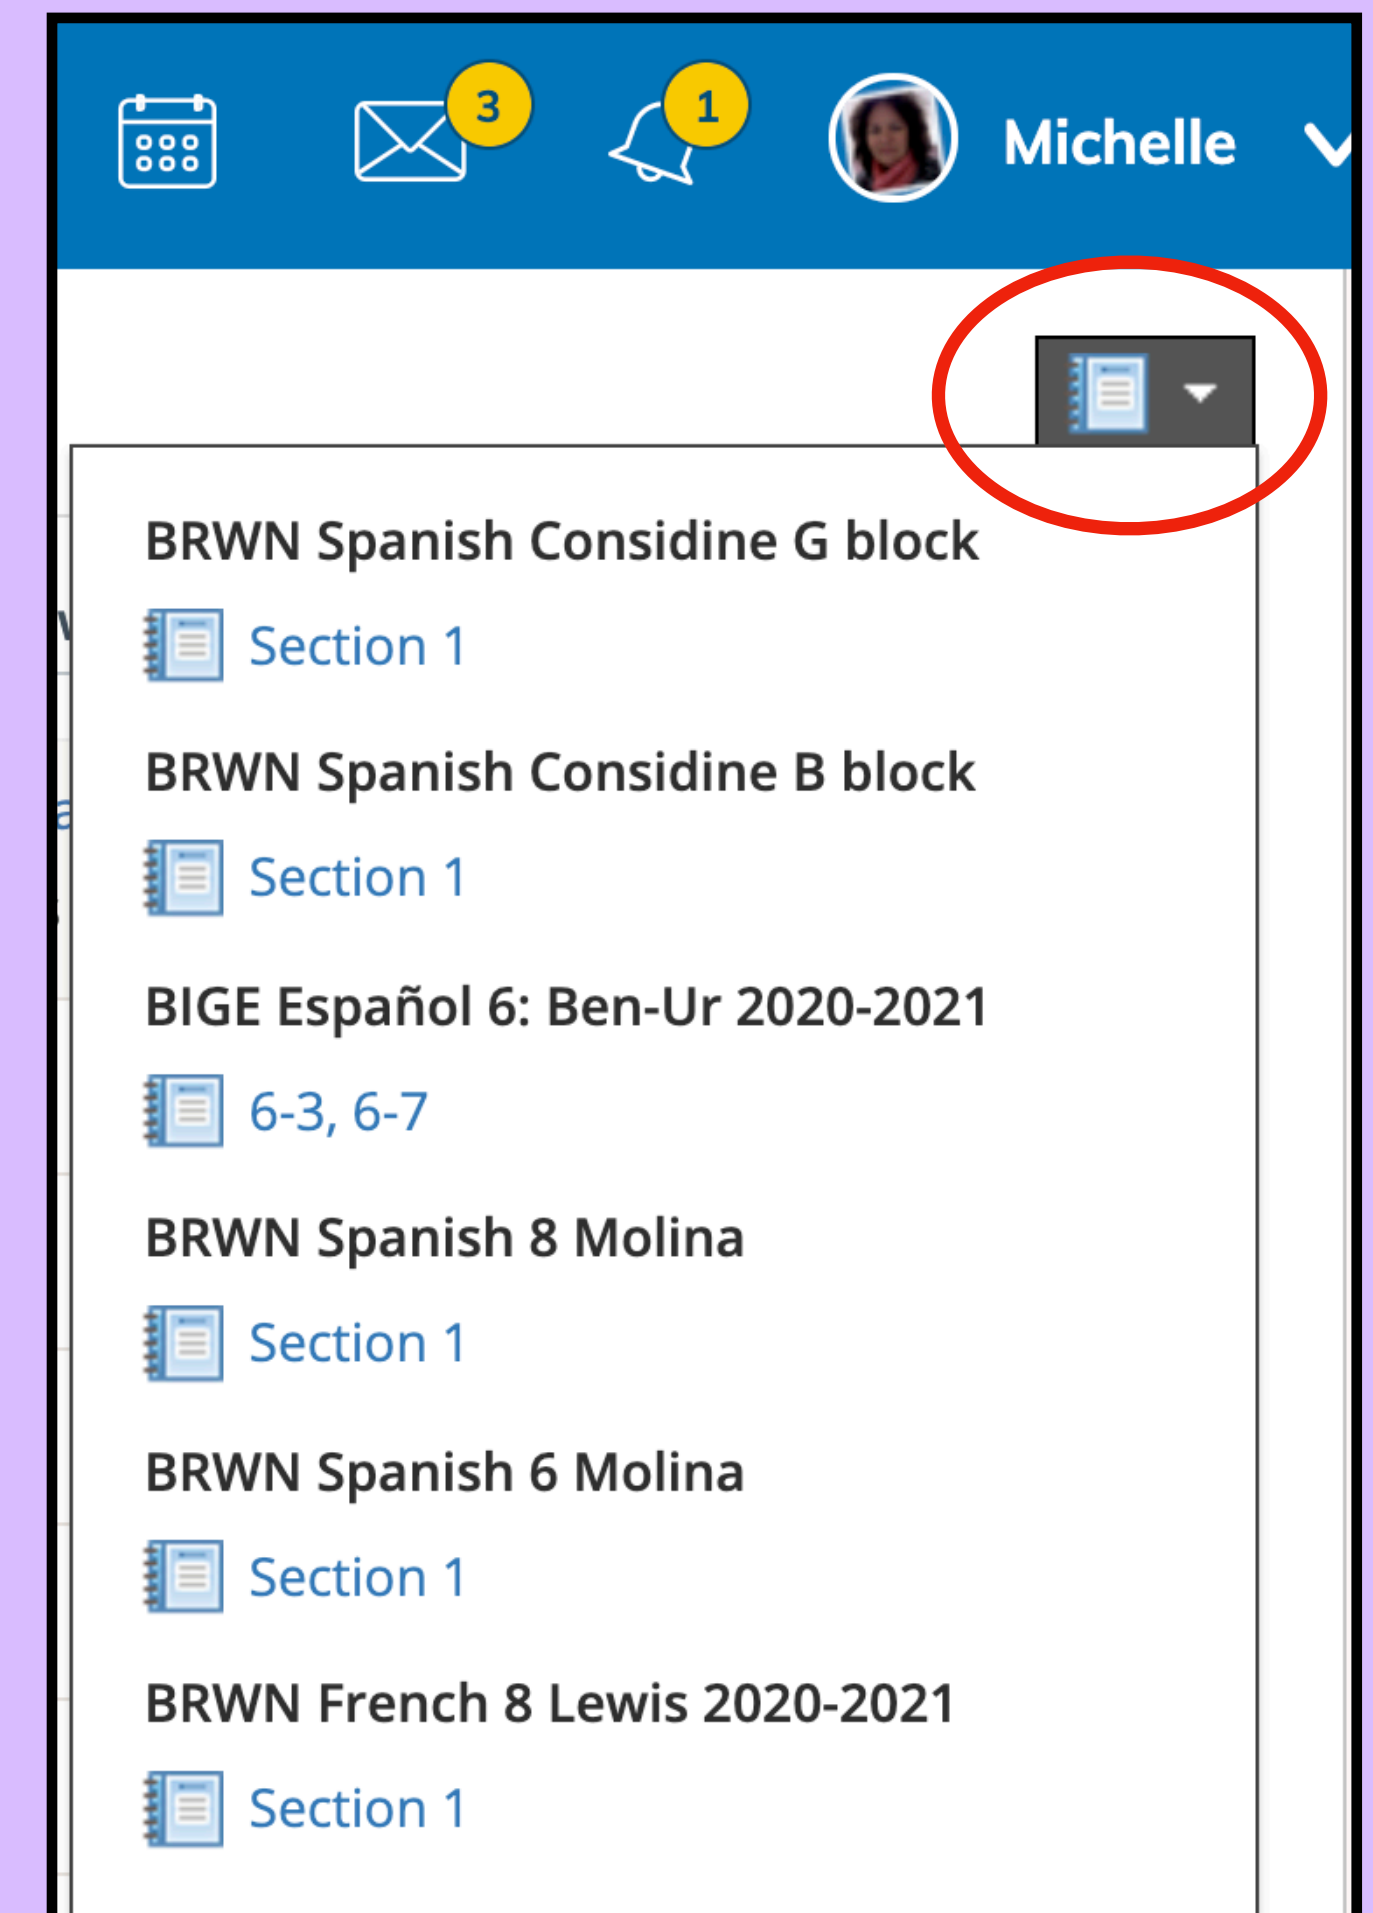 3
1
Michelle
BRWN Spanish Considine G block
Section 1
BRWN Spanish Considine B block
Section 1
BIGE Español 6: Ben-Ur 2020-2021
6-3, 6-7
BRWN Spanish 8 Molina
Section 1
BRWN Spanish 6 Molina
Section 1
BRWN French 8 Lewis 2020-2021
Section 1